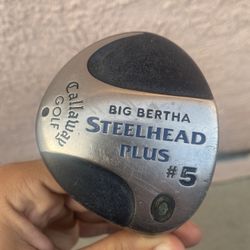 Callaway
GOLF
BIG BERTHA
STEELHEAD
PLUS
#5